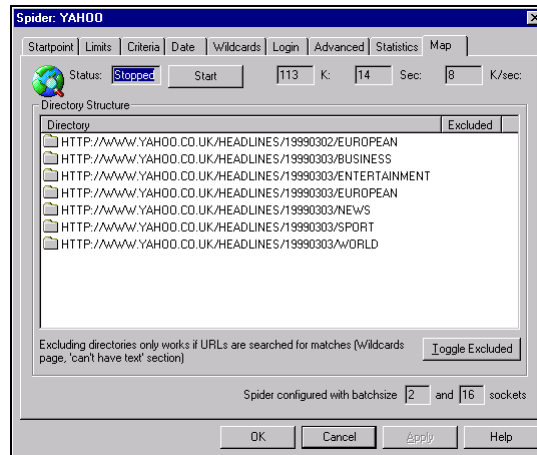 Spider: YAHOO
Startpoint Limits Criteria Date Wildcards Login Advanced Statistics Map
Status: Stopped Start 113 K: 14 Sec: 8 K/sec:
Directory Structure
Directory Excluded
HTTP://WWW.YAHOO.CO.UK/HEADLINES/19990302/EUROPEAN
HTTP://WWW.YAHOO.CO.UK/HEADLINES/19990303/BUSINESS
HTTP://WWW.YAHOO.CO.UK/HEADLINES/19990303/ENTERTAINMENT
HTTP://WWW.YAHOO.CO.UK/HEADLINES/19990303/EUROPEAN
HTTP://WWW.YAHOO.CO.UK/HEADLINES/19990303/NEWS
HTTP://WWW.YAHOO.CO.UK/HEADLINES/19990303/SPORT
HTTP://WWW.YAHOO.CO.UK/HEADLINES/19990303/WORLD
Excluding directories only works if URLs are searched for matches (Wildcards
page, 'can't have text' section)
Toggle Excluded
Spider configured with batchsize 2 and 16 sockets
OK Cancel Apply Help